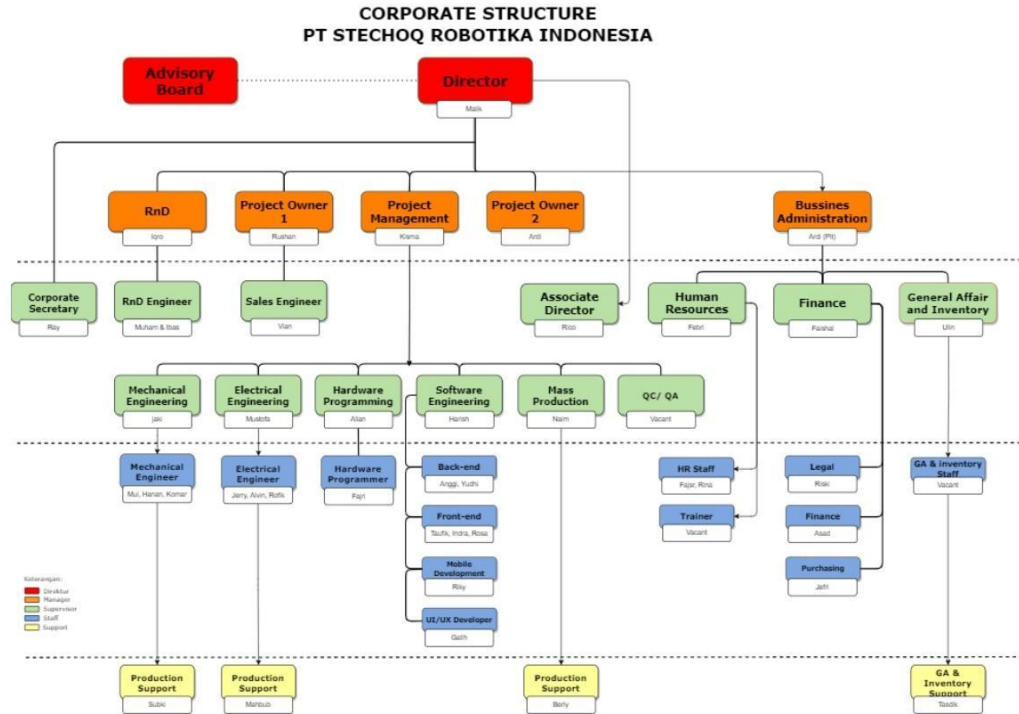 CORPORATE STRUCTURE
PT STECHOQ ROBOTIKA INDONESIA
Advisory
Board
Director
Malik
RnD
Iqro
Project Owner
1
Rushan
Project
Management
Kisma
Project Owner
2
Ardi
Bussines
Administration
Ardi (Plt)
Corporate
Secretary
Ray
RnD Engineer
Muham & Ibas
Sales Engineer
Vian
Associate
Director
Rico
Human
Resources
Febri
Finance
Faishal
General Affair
and Inventory
Ulin
Mechanical
Engineering
jaki
Electrical
Engineering
Mustofa
Hardware
Programming
Alian
Software
Engineering
Harish
Mass
Production
Naim
QC/ QA
Vacant
Mechanical
Engineer
Mui, Hanan, Komar
Electrical
Engineer
Jerry, Alvin, Rofik
Hardware
Programmer
Fajri
Back-end
Anggi, Yudhi
Front-end
Taufik, Indra, Rosa
Mobile
Development
Riky
UI/UX Developer
Galih
HR Staff
Fajar, Rina
Trainer
Vacant
Legal
Riski
Finance
Asad
Purchasing
Jefri
GA & inventory
Staff
Vacant
Keterangan:
Direktur
Manager
Supervisor
Staff
Support
Production
Support
Subki
Production
Support
Mahbub
Production
Support
Berly
GA &
Inventory
Support
Tasdik